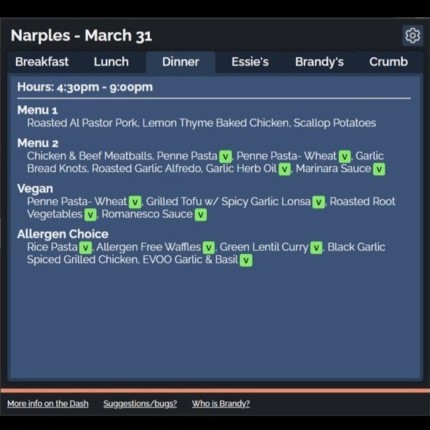 Narples - March 31
Breakfast Lunch Dinner Essie's Brandy's Crumb
Hours: 4:30pm - 9:00pm
Menu 1
Roasted Al Pastor Pork, Lemon Thyme Baked Chicken, Scallop Potatoes
Menu 2
Chicken & Beef Meatballs, Penne Pasta V, Penne Pasta- Wheat V, Garlic
Bread Knots, Roasted Garlic Alfredo, Garlic Herb Oil V, Marinara Sauce V
Vegan
Penne Pasta- Wheat V, Grilled Tofu w/ Spicy Garlic Lonsa V, Roasted Root
Vegetables V, Romanesco Sauce V
Allergen Choice
Rice Pasta V, Allergen Free Waffles V, Green Lentil Curry V, Black Garlic
Spiced Grilled Chicken, EVOO Garlic & Basil V
More info on the Dash Suggestions/bugs? Who is Brandy?